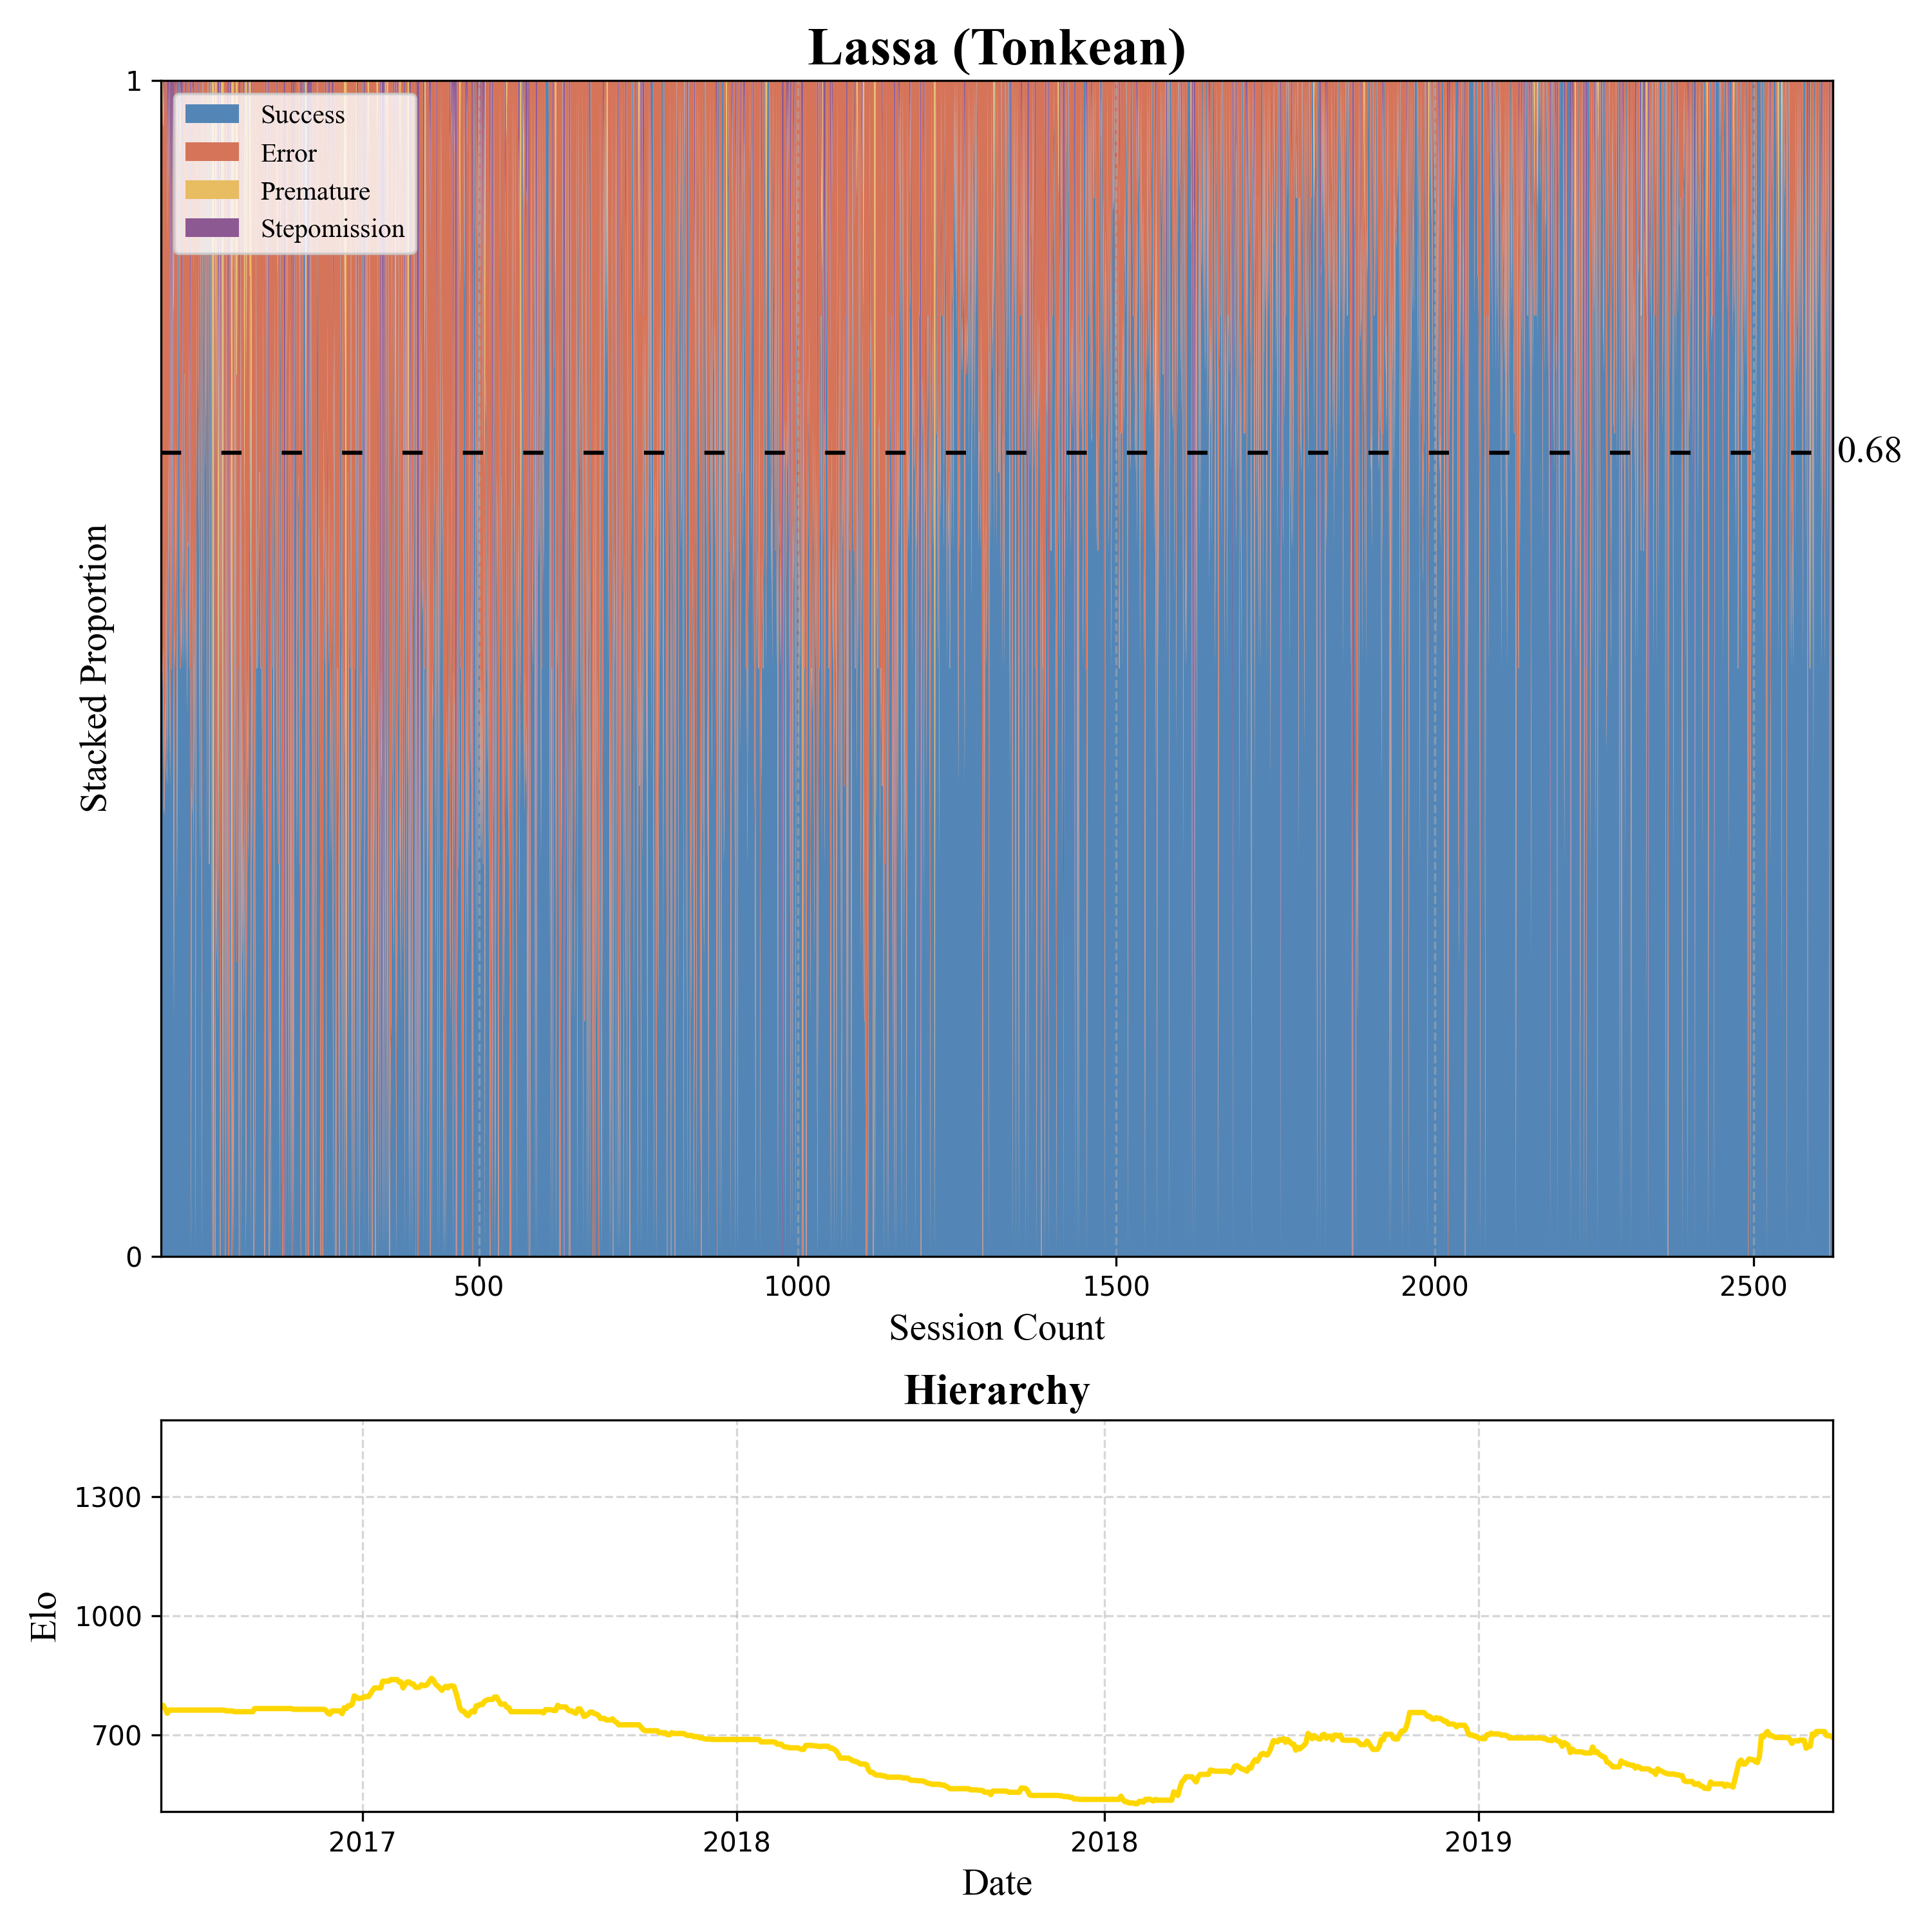 Lassa (Tonkean)
1
Success
Error
Premature
Stepomission
0.68
Stacked Proportion
0
500 1000 1500 2000 2500
Session Count
Hierarchy
1300
1000
700
Elo
2017 2018 2018 2019
Date